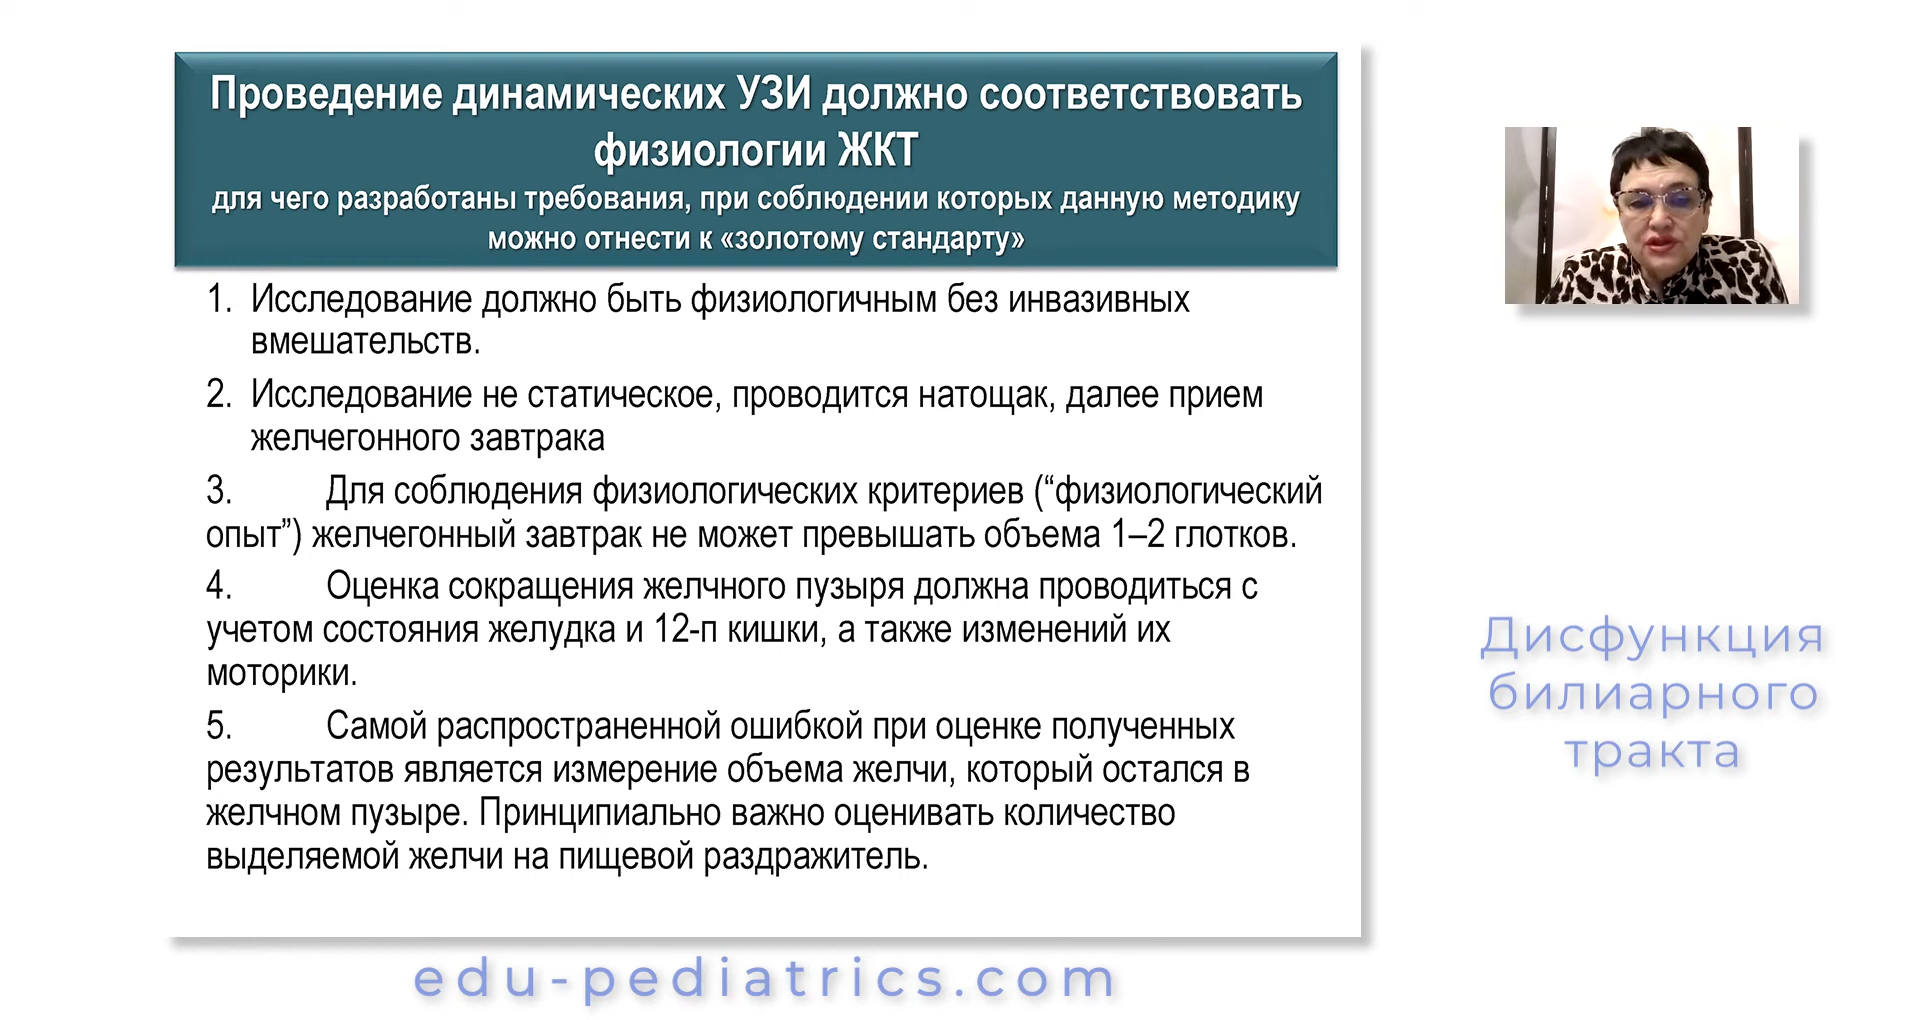 Проведение динамических УЗИ должно соответствовать
физиологии ЖКТ
для чего разработаны требования, при соблюдении которых данную методику
можно отнести к «золотому стандарту»
1. Исследование должно быть физиологичным без инвазивных
вмешательств.
2. Исследование не статическое, проводится натощак, далее прием
желчегонного завтрака
3. Для соблюдения физиологических критериев (“физиологический
опыт”) желчегонный завтрак не может превышать объема 1–2 глотков.
4. Оценка сокращения желчного пузыря должна проводиться с
учетом состояния желудка и 12-п кишки, а также изменений их
моторики.
5. Самой распространенной ошибкой при оценке полученных
результатов является измерение объема желчи, который остался в
желчном пузыре. Принципиально важно оценивать количество
выделяемой желчи на пищевой раздражитель.
Дисфункция
билиарного
тракта
edu-pediatrics.com